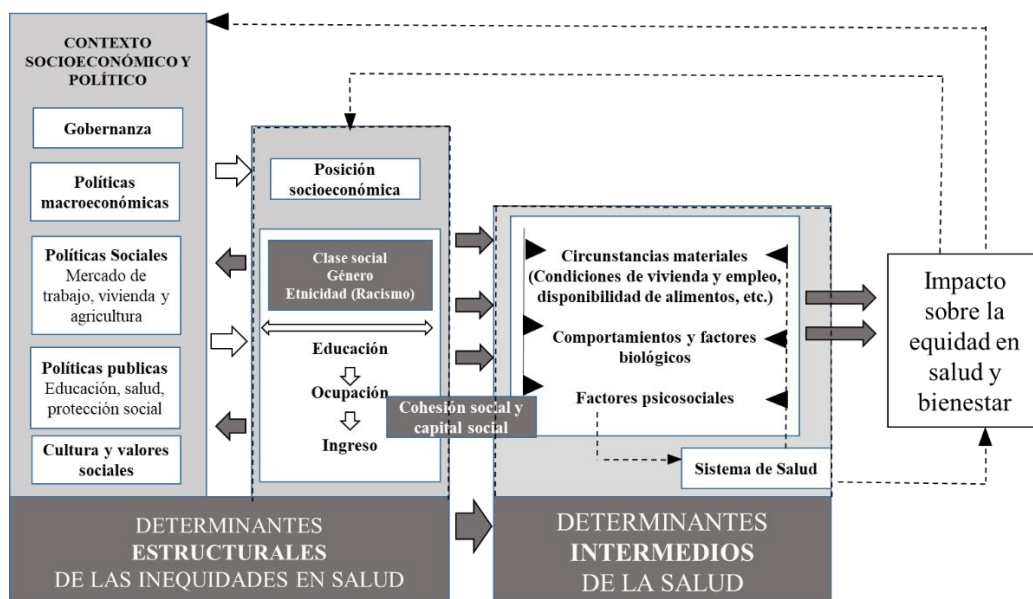 CONTEXTO
SOCIOECONÓMICO Y
POLÍTICO
Gobernanza
Políticas
macroeconómicas
Políticas Sociales
Mercado de
trabajo, vivienda y
agricultura
Políticas publicas
Educación, salud,
protección social
Cultura y valores
sociales
Posición
socioeconómica
Clase social
Género
Etnicidad (Racismo)
Educación
Ocupación
Ingreso
Cohesión social y
capital social
Circunstancias materiales
(Condiciones de vivienda y empleo,
disponibilidad de alimentos, etc.)
Comportamientos y factores
biológicos
Factores psicosociales
Sistema de Salud
Impacto
sobre la
equidad en
salud y
bienestar
DETERMINANTES
ESTRUCTURALES
DE LAS INEQUIDADES EN SALUD
DETERMINANTES
INTERMEDIOS
DE LA SALUD